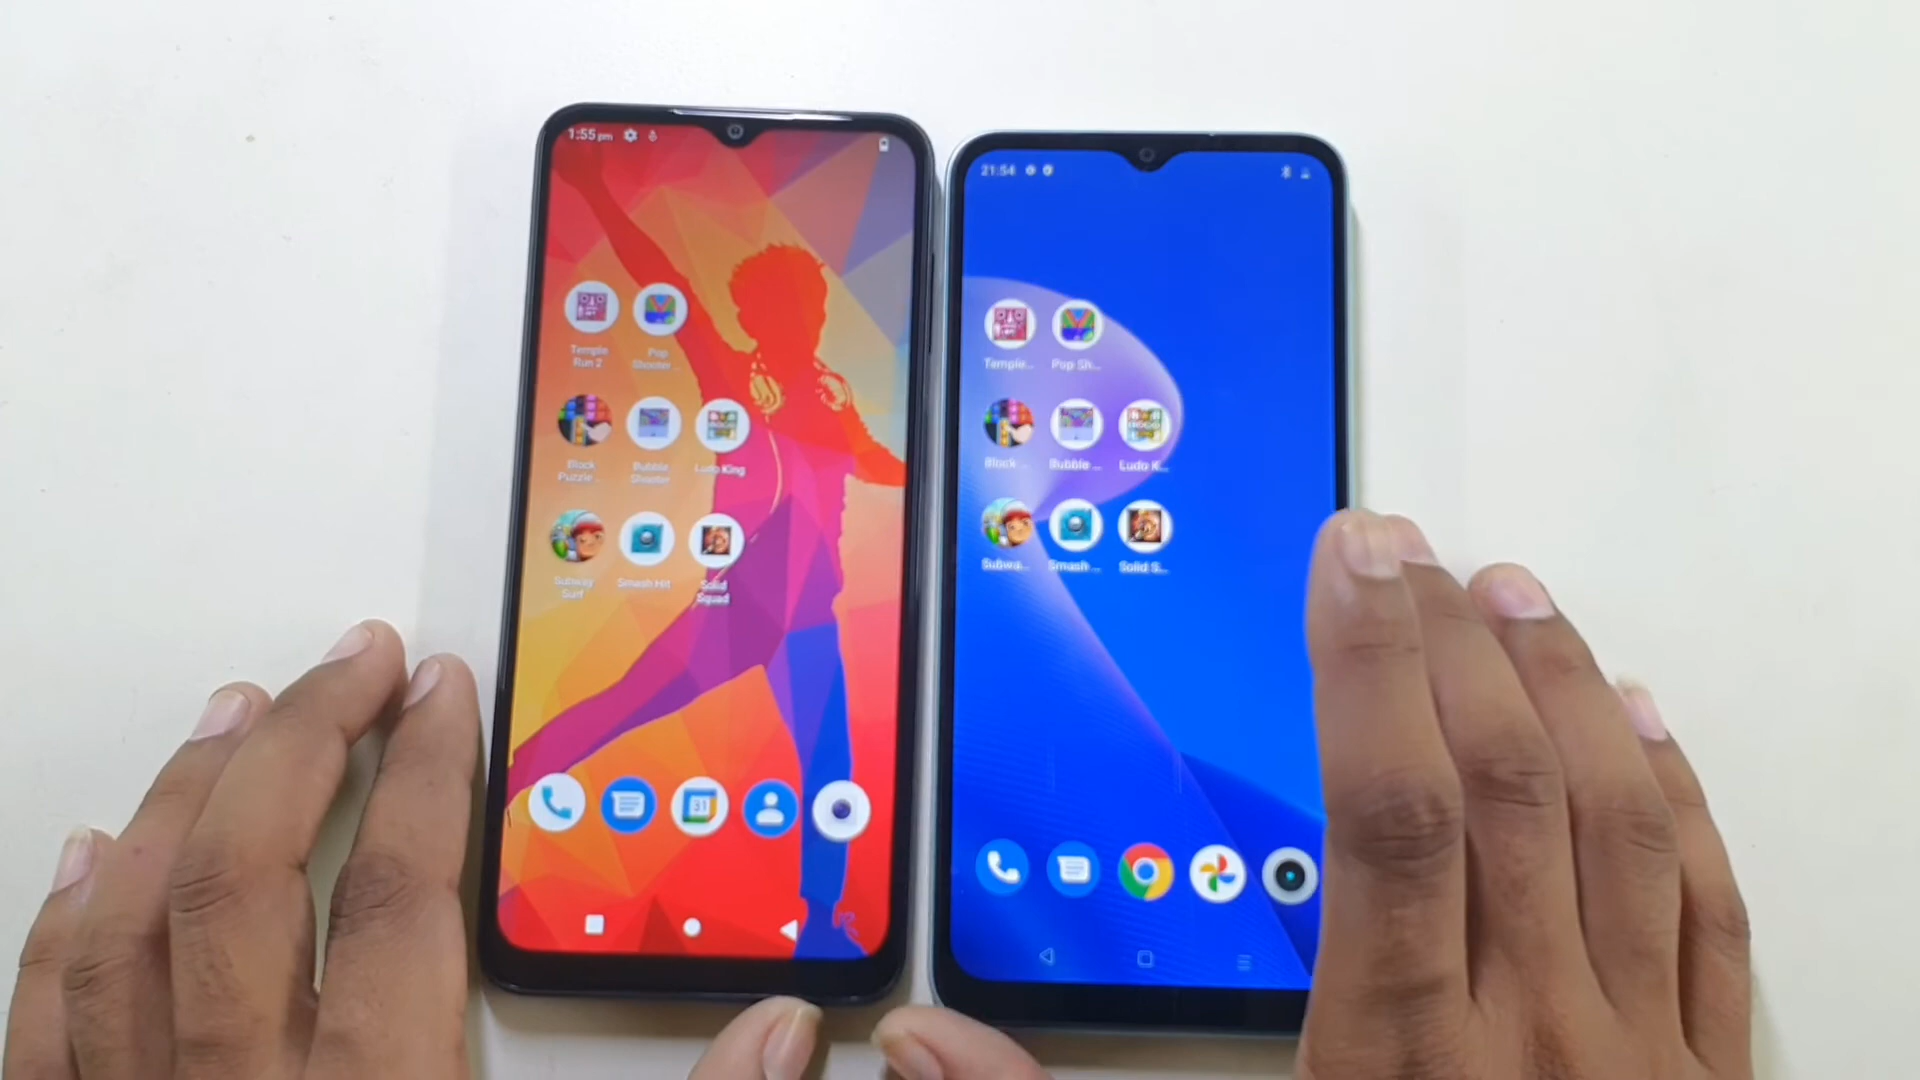 1:55 pm
Temple
Run 2
Pop
Shooter...
Block
Puzzle...
Bubble
Shooter
Ludo King
Subway
Surf
Smash Hit
Solid
Squad
31
21:54
Temple...
Pop Sh...
Block ...
Bubble ...
Ludo K...
Subwa...
Smash ...
Solid S...